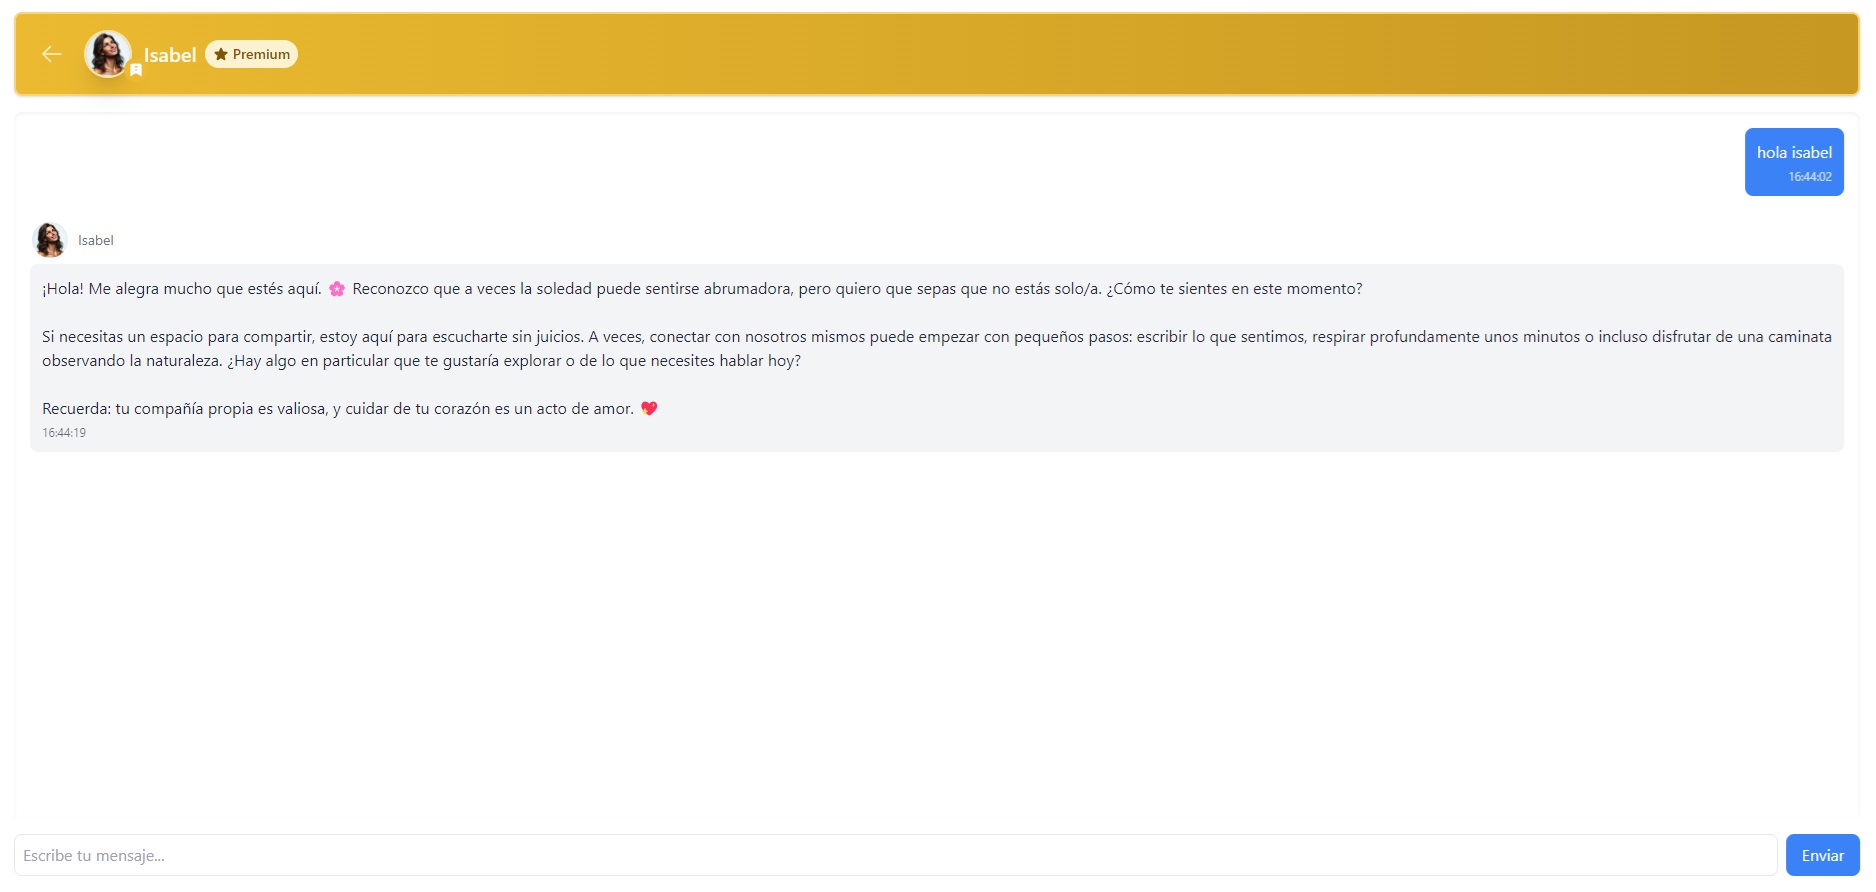 Isabel
Premium
hola isabel
16:44:02
Isabel
¡Hola! Me alegra mucho que estés aquí. 🌸 Reconozco que a veces la soledad puede sentirse abrumadora, pero quiero que sepas que no estás solo/a. ¿Cómo te sientes en este momento?
Si necesitas un espacio para compartir, estoy aquí para escucharte sin juicios. A veces, conectar con nosotros mismos puede empezar con pequeños pasos: escribir lo que sentimos, respirar profundamente unos minutos o incluso disfrutar de una caminata
observando la naturaleza. ¿Hay algo en particular que te gustaría explorar o de lo que necesites hablar hoy?
Recuerda: tu compañía propia es valiosa, y cuidar de tu corazón es un acto de amor. 💖
16:44:19
Escribe tu mensaje...
Enviar